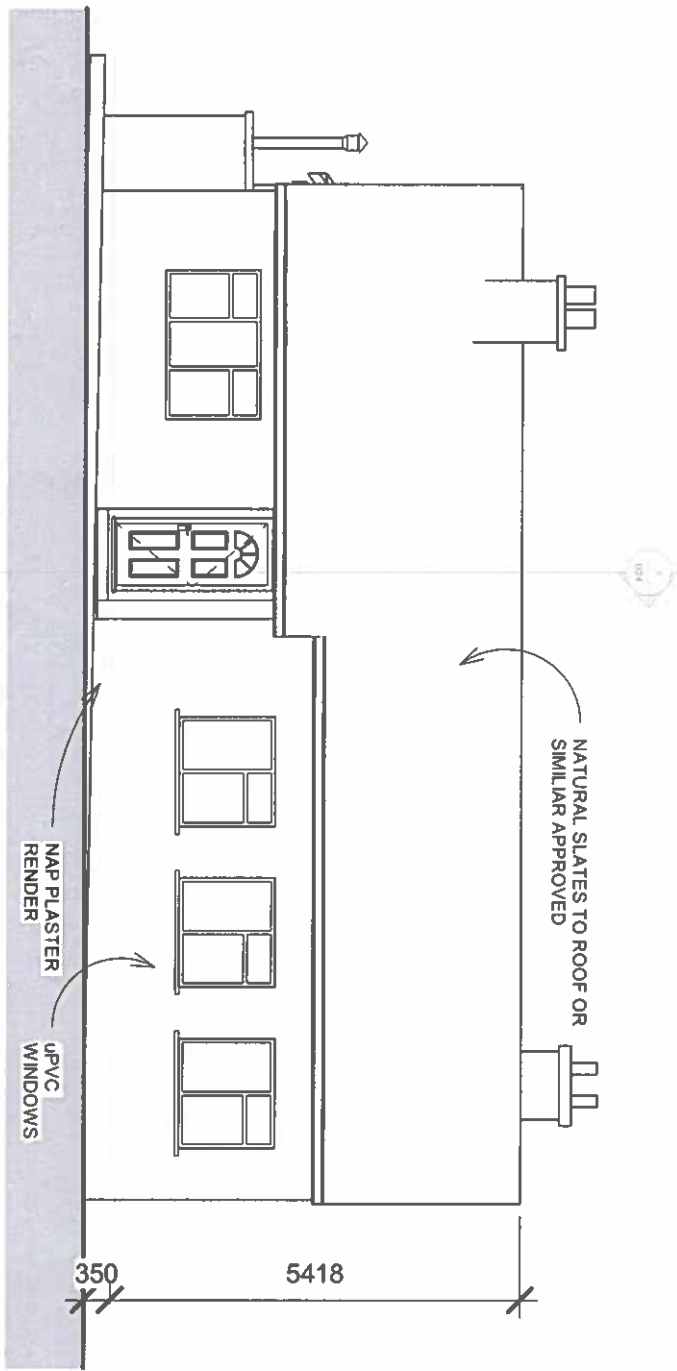 NATURAL SLATES TO ROOF OR
SIMILIAR APPROVED
NAP PLASTER
RENDER
uPVC
WINDOWS
350
5418